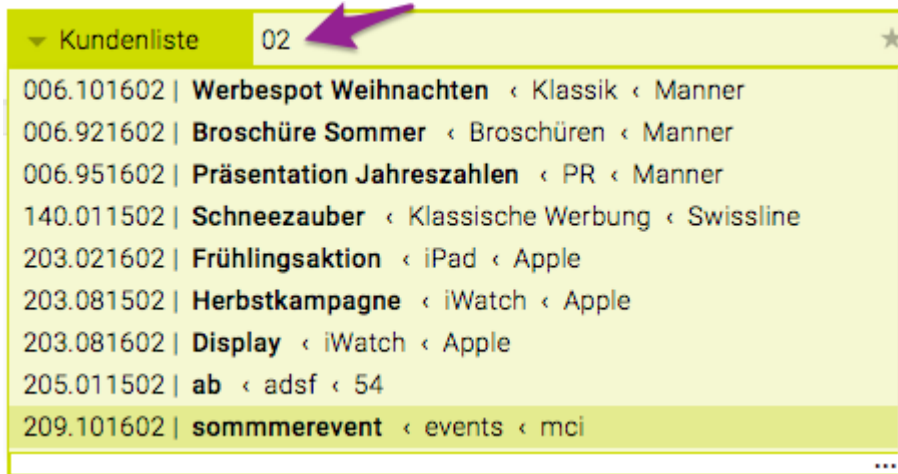 Kundenliste 02
006.101602 | Werbespot Weihnachten ‹ Klassik ‹ Manner
006.921602 | Broschüre Sommer ‹ Broschüren ‹ Manner
006.951602 | Präsentation Jahreszahlen ‹ PR ‹ Manner
140.011502 | Schneezauber ‹ Klassische Werbung ‹ Swissline
203.021602 | Frühlingsaktion ‹ iPad ‹ Apple
203.081502 | Herbstkampagne ‹ iWatch ‹ Apple
203.081602 | Display ‹ iWatch ‹ Apple
205.011502 | ab ‹ adsf ‹ 54
209.101602 | sommmerevent ‹ events ‹ mci
...